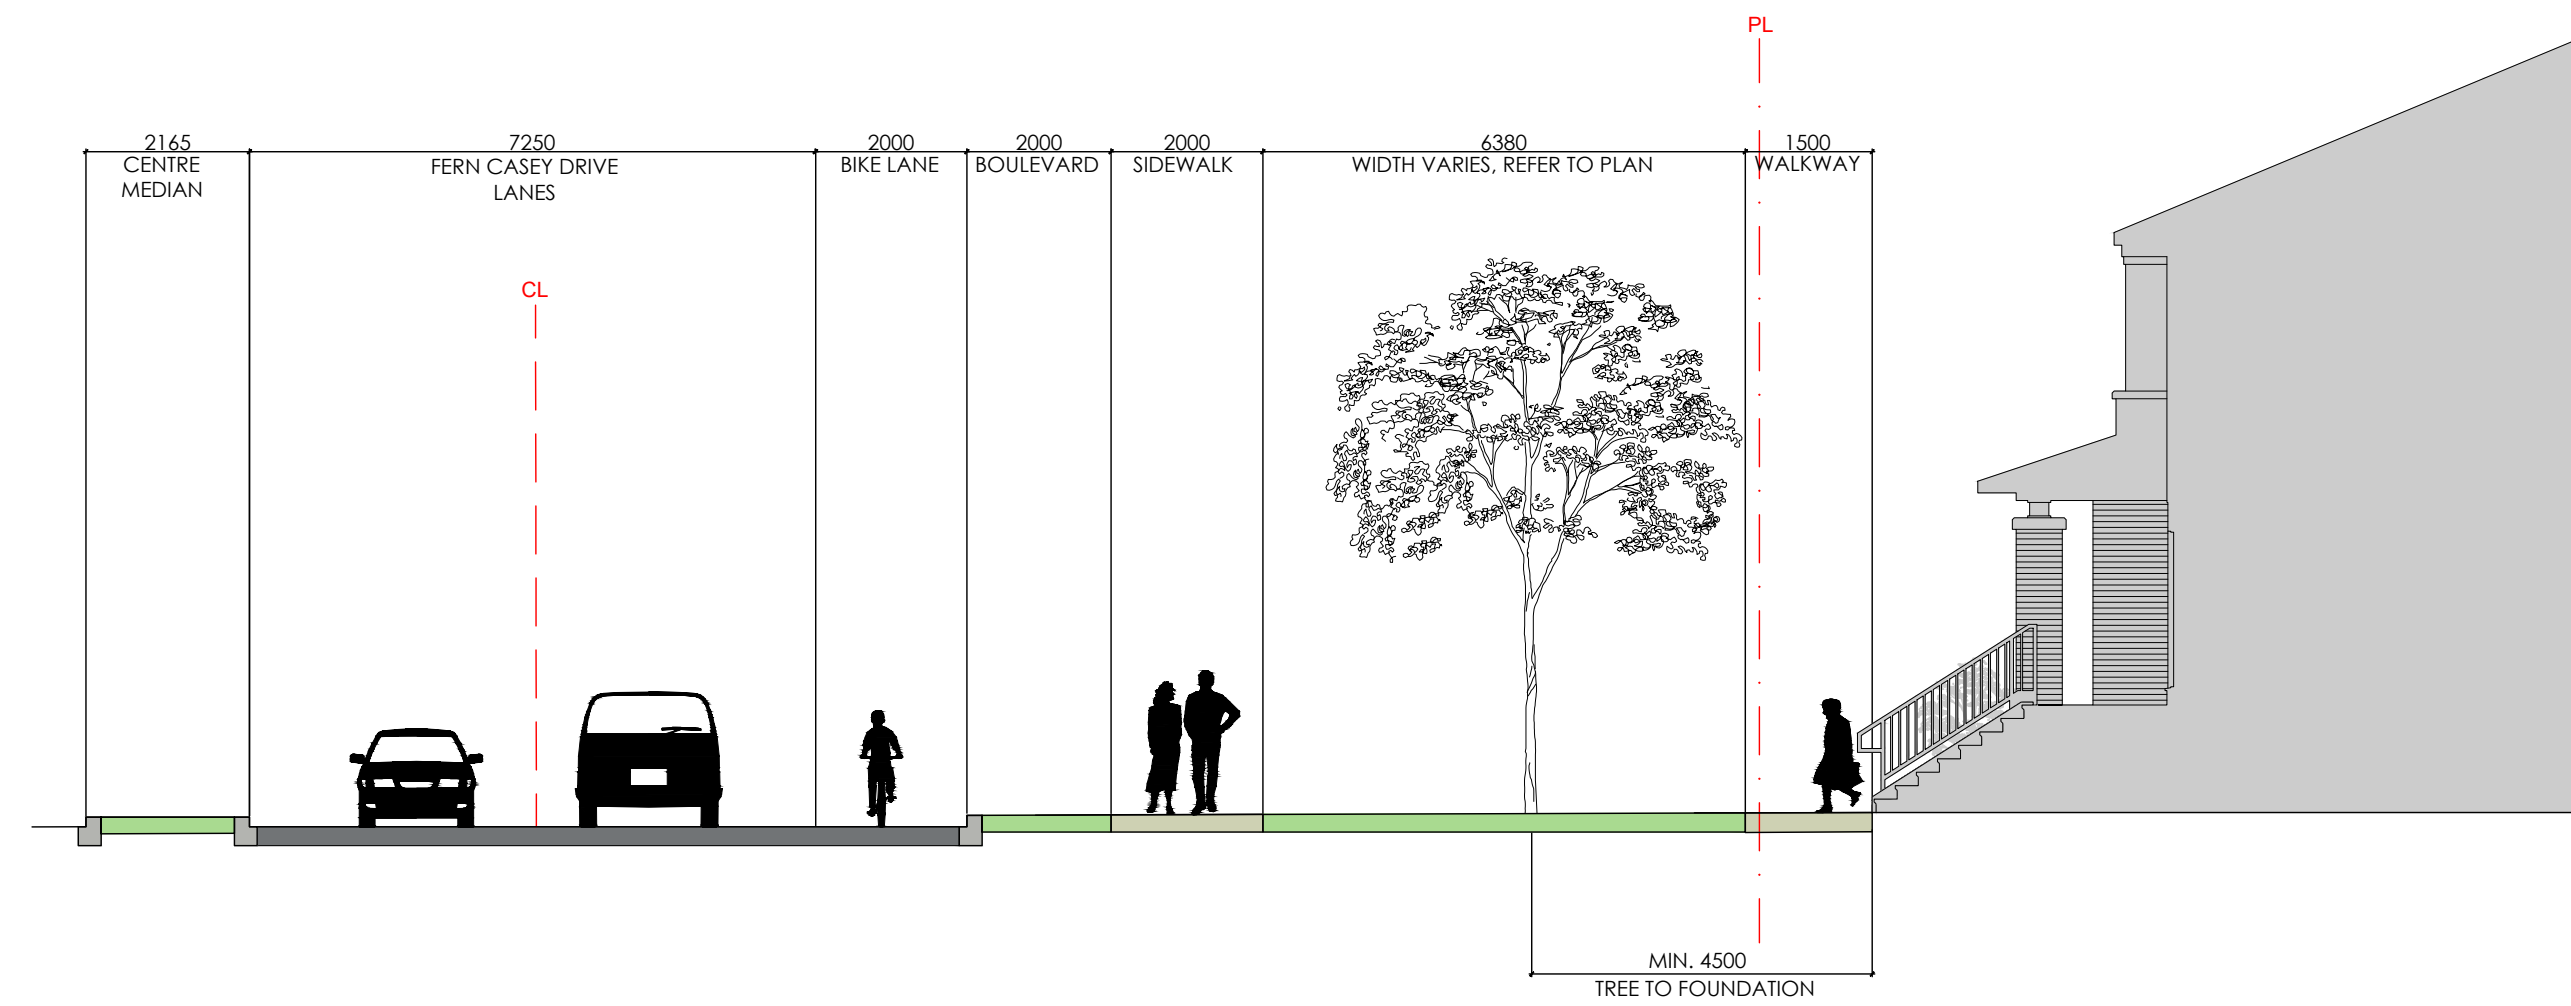 PL
2165
CENTRE
MEDIAN
7250
FERN CASEY DRIVE
LANES
2000
BIKE LANE
2000
BOULEVARD
2000
SIDEWALK
6380
WIDTH VARIES, REFER TO PLAN
1500
WALKWAY
CL
MIN. 4500
TREE TO FOUNDATION